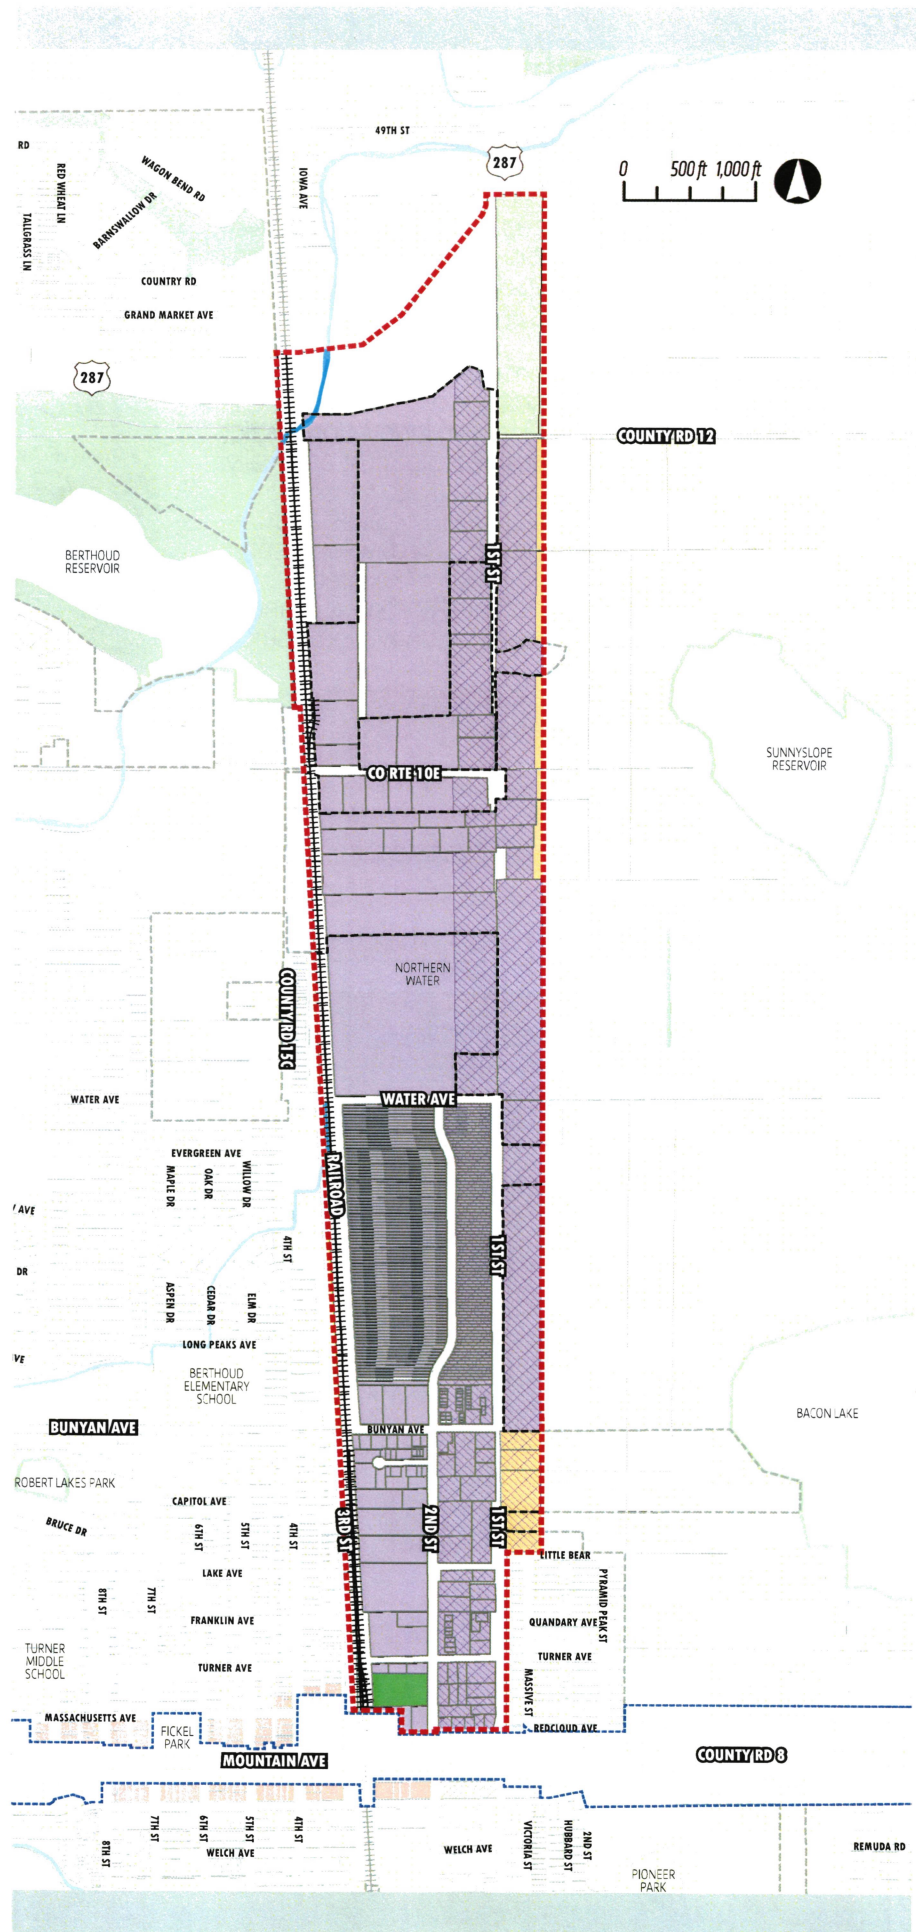 49TH ST
RD
RED WHEAT LN
WAGON BEND RD
287
0 500 ft 1,000 ft
IOWA AVE
BARNSWALLOW DR
TALLGRASS LN
COUNTRY RD
GRAND MARKET AVE
287
COUNTY RD 12
BERTHOUD
RESERVOIR
1ST ST
SUNNYSLOPE
RESERVOIR
CO RTE 10E
NORTHERN
WATER
COUNTY RD 15C
WATER AVE
WATER AVE
EVERGREEN AVE
MAPLE DR
OAK DR
WILLOW DR
RAILROAD
AVE
4TH ST
1ST ST
DR
ASPEN DR
CEDAR DR
ELM DR
LONG PEAKS AVE
VE
BERTHOUD
ELEMENTARY
SCHOOL
BACON LAKE
BUNYAN AVE
BUNYAN AVE
ROBERT LAKES PARK
CAPITOL AVE
BRUCE DR
6TH ST
5TH ST
4TH ST
3RD ST
2ND ST
1ST ST
LITTLE BEAR
LAKE AVE
8TH ST
7TH ST
PYRAMID PEAK ST
FRANKLIN AVE
QUANDARY AVE
TURNER
MIDDLE
SCHOOL
TURNER AVE
TURNER AVE
MASSIVE ST
MASSACHUSETTS AVE
FICKEL
PARK
REDCLOUD AVE
MOUNTAIN AVE
COUNTY RD 8
8TH ST
7TH ST
6TH ST
5TH ST
4TH ST
WELCH AVE
WELCH AVE
VICTORIA ST
HUBBARD ST
2ND ST
REMUDA RD
PIONEER
PARK